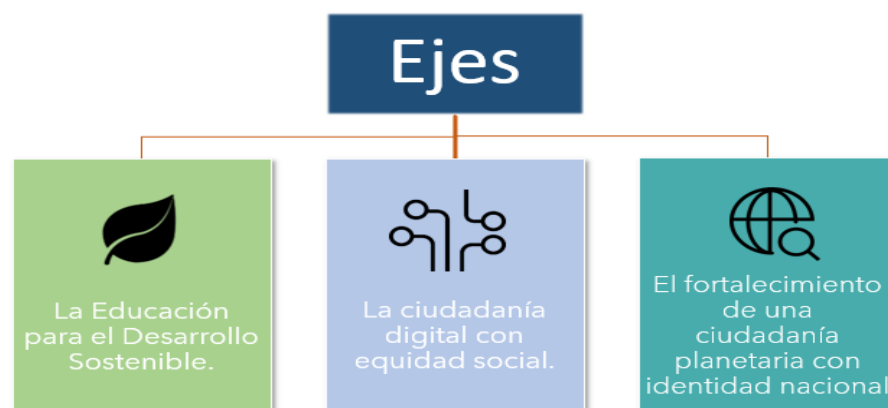 Ejes
La Educación
para el Desarrollo
Sostenible.
La ciudadanía
digital con
equidad social.
El fortalecimiento
de una
ciudadanía
planetaria con
identidad nacional